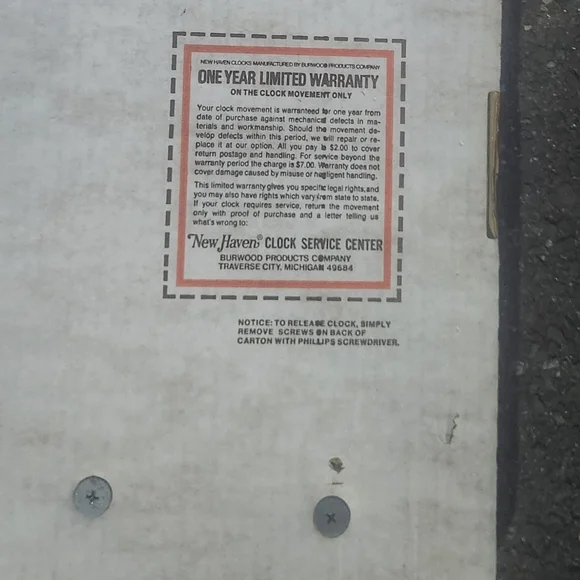 NEW HAVEN CLOCKS MANUFACTURED BY BURWOOD PRODUCTS COMPANY
ONE YEAR LIMITED WARRANTY
ON THE CLOCK MOVEMENT ONLY
Your clock movement is warranteed for one year from
date of purchase against mechanical defects in ma-
terials and workmanship. Should the movement de-
velop defects within this period, we will repair or re-
place it at our option. All you pay is $2.00 to cover
return postage and handling. For service beyond the
warranty period the charge is $7.00. Warranty does not
cover damage caused by misuse or negligent handling.
This limited warranty gives you specific legal rights, and
you may also have rights which vary from state to state.
If your clock requires service, return the movement
only with proof of purchase and a letter telling us
what's wrong to:
New Haven® CLOCK SERVICE CENTER
BURWOOD PRODUCTS COMPANY
TRAVERSE CITY, MICHIGAN 49684
NOTICE: TO RELEASE CLOCK, SIMPLY
REMOVE SCREWS ON BACK OF
CARTON WITH PHILLIPS SCREWDRIVER.